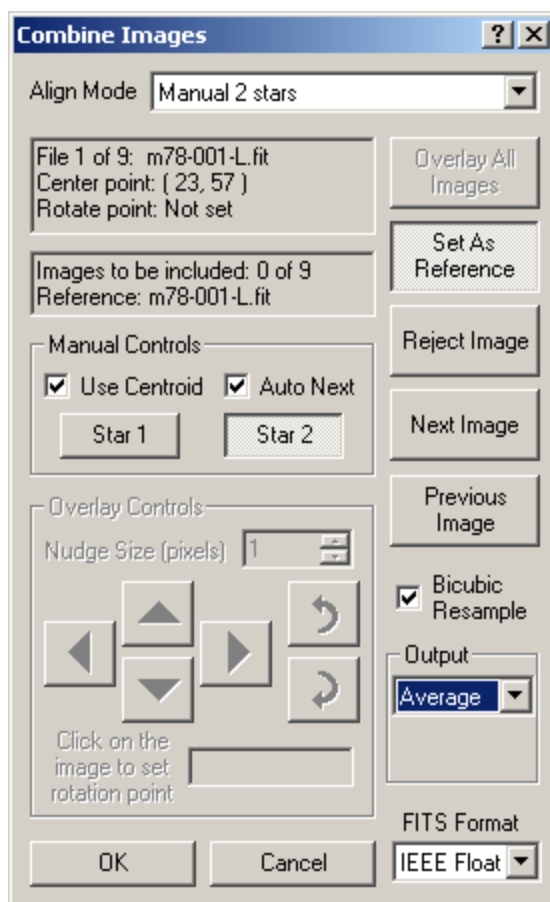 Combine Images
Align Mode Manual 2 stars
File 1 of 9: m78-001-L.fit
Center point: ( 23, 57 )
Rotate point: Not set
Overlay All
Images
Images to be included: 0 of 9
Reference: m78-001-L.fit
Set As
Reference
Manual Controls
Use Centroid
Auto Next
Star 1
Star 2
Reject Image
Next Image
Previous
Image
Overlay Controls
Nudge Size (pixels) 1
Click on the
image to set
rotation point
Bicubic
Resample
Output
Average
FITS Format
IEEE Float
OK
Cancel